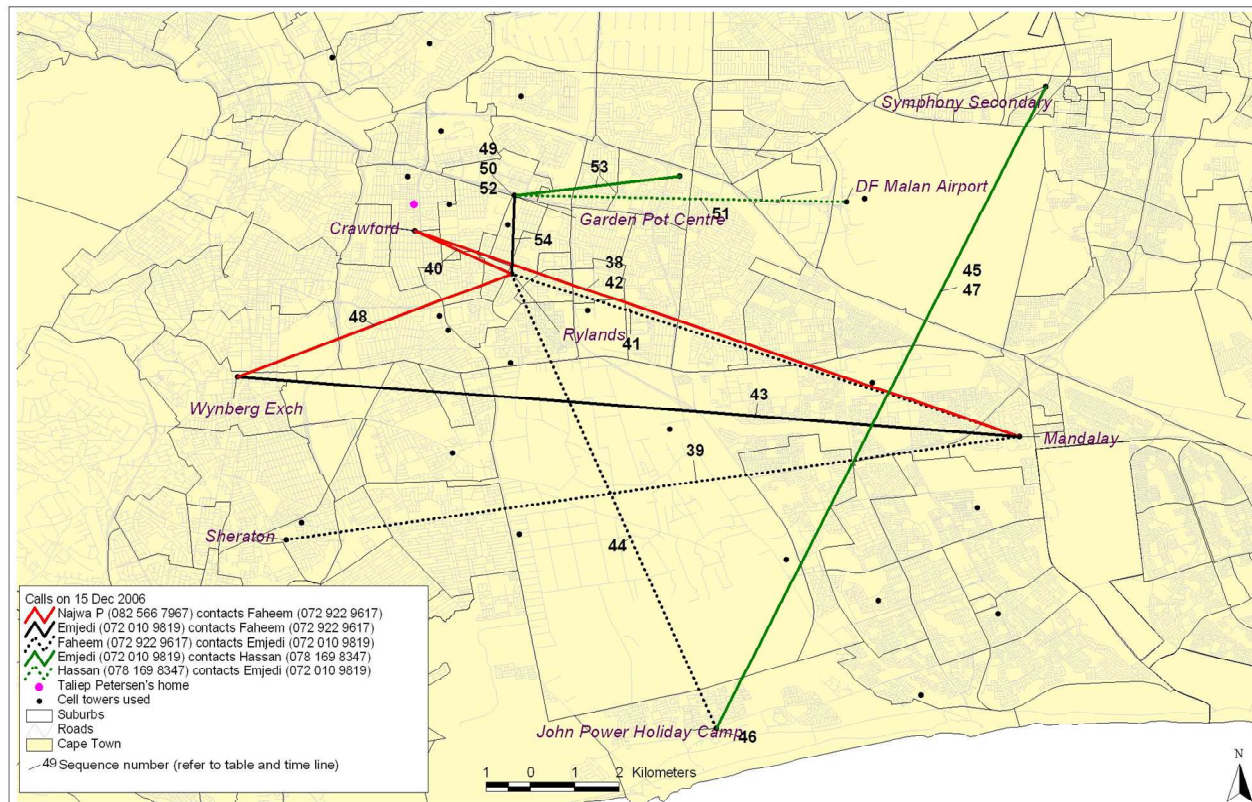 Symphony Secondary
49
50
52
53
DF Malan Airport
51
Garden Pot Centre
Crawford
54
40
38
42
45
47
48
Rylands
41
Wynberg Exch
43
Mandalay
39
Sheraton
44
John Power Holiday Camp
46
Calls on 15 Dec 2006
Najwa P (082 566 7967) contacts Faheem (072 922 9617)
Emjedi (072 010 9819) contacts Faheem (072 922 9617)
Faheem (072 922 9617) contacts Emjedi (072 010 9819)
Emjedi (072 010 9819) contacts Hassan (078 169 8347)
Hassan (078 169 8347) contacts Emjedi (072 010 9819)
Taliep Petersen's home
Cell towers used
Suburbs
Roads
Cape Town
49 Sequence number (refer to table and time line)
1 0 1 2 Kilometers
N